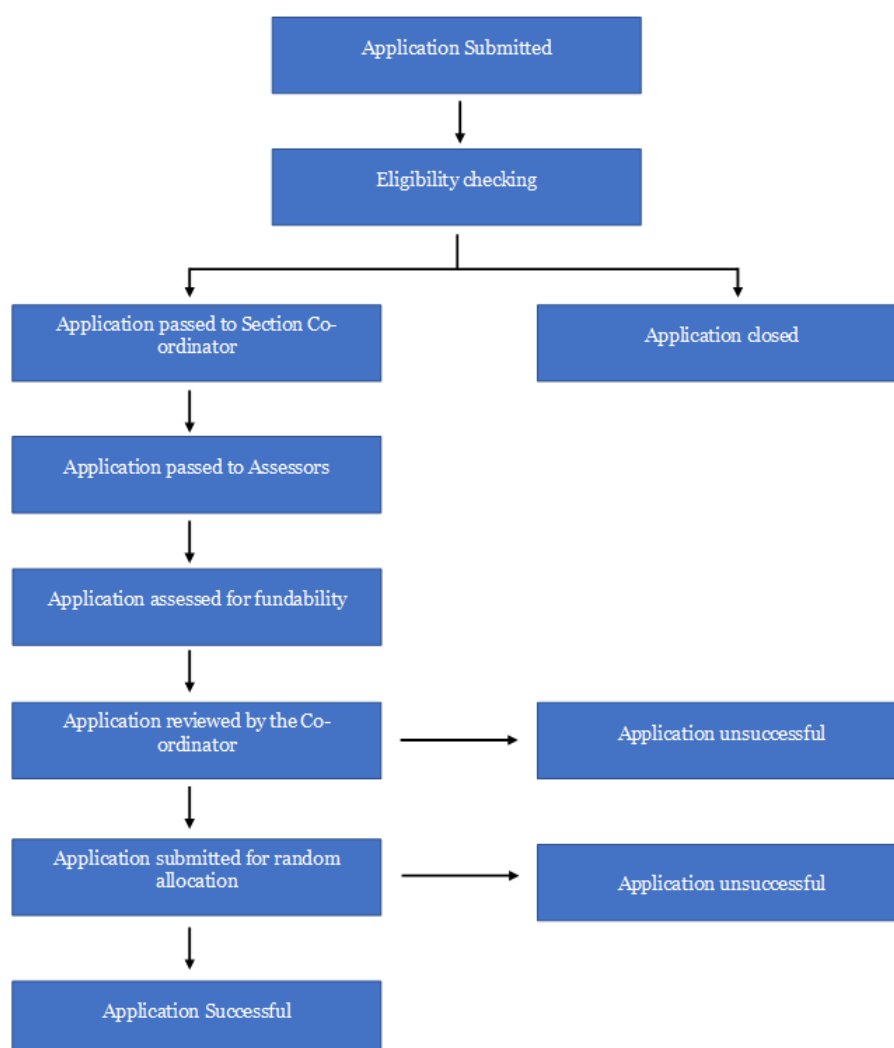 Application Submitted
Eligibility checking
Application passed to Section Co-
ordinator
Application closed
Application passed to Assessors
Application assessed for fundability
Application reviewed by the Co-
ordinator
Application unsuccessful
Application submitted for random
allocation
Application unsuccessful
Application Successful